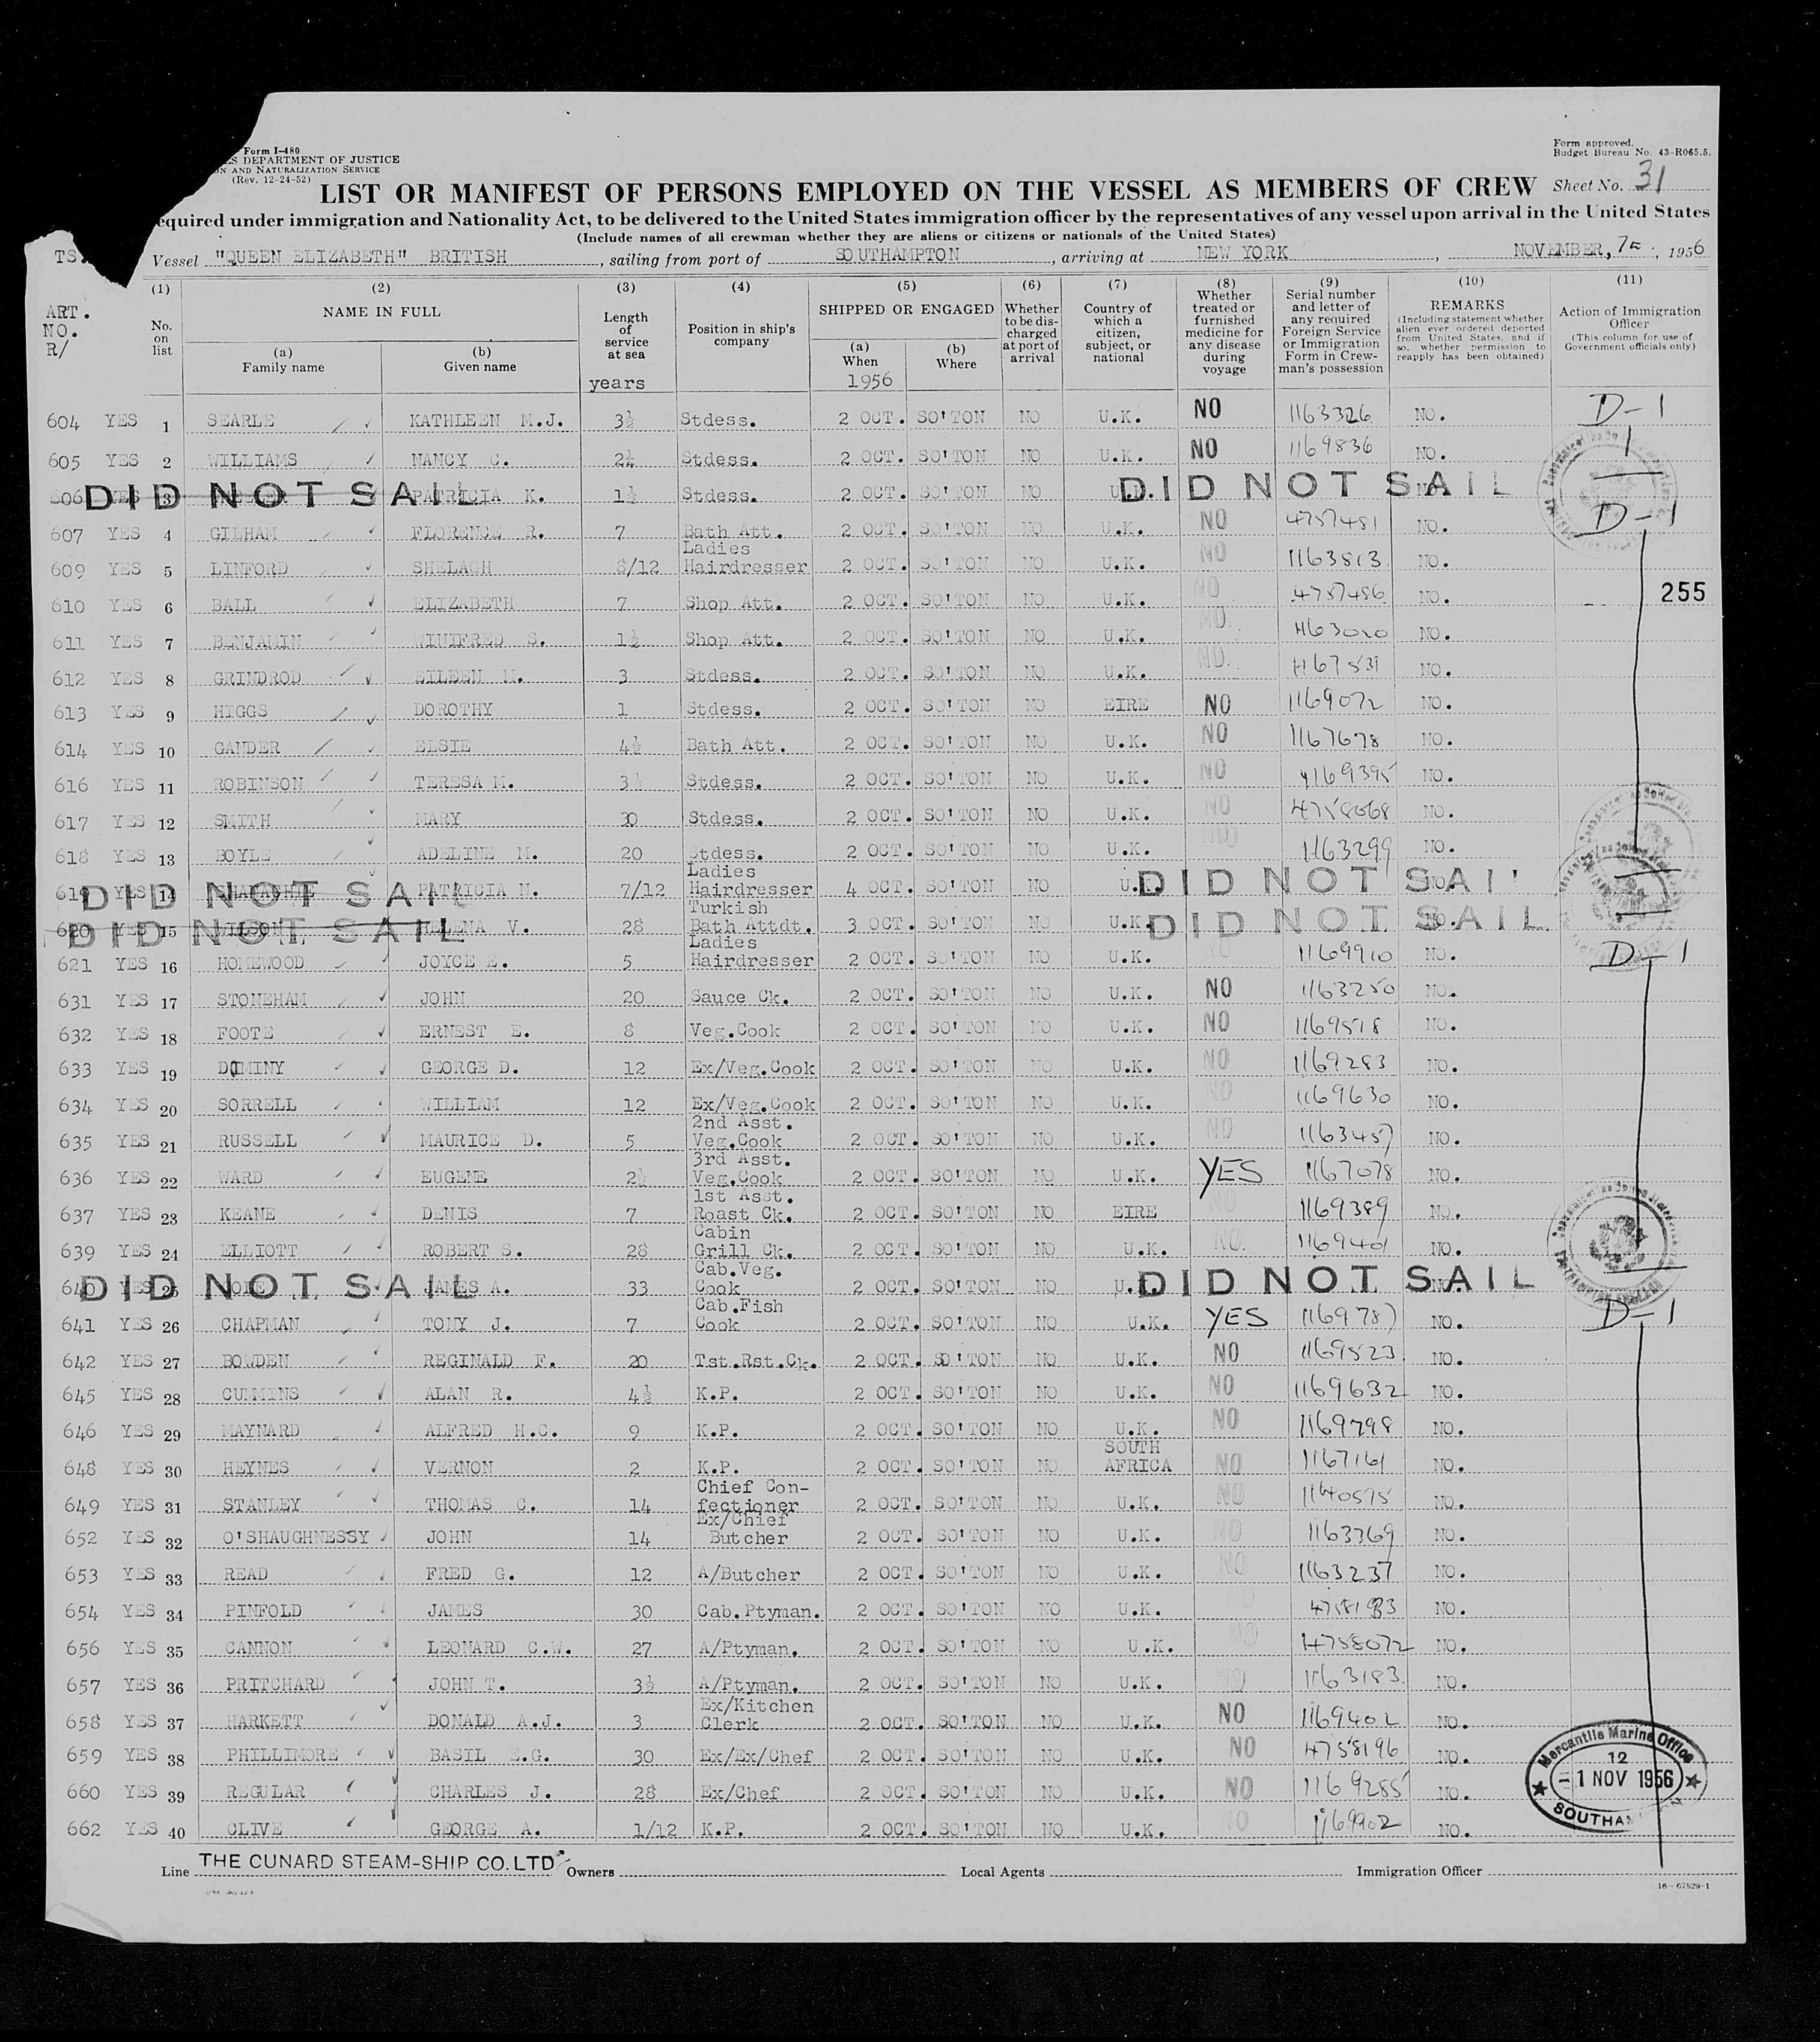 Form I-480
ES DEPARTMENT OF JUSTICE
ON AND NATURALIZATION SERVICE
(Rev. 12-24-52)
Form approved.
Budget Bureau No. 43-R065.5.
LIST OR MANIFEST OF PERSONS EMPLOYED ON THE VESSEL AS MEMBERS OF CREW Sheet No. 31
equired under immigration and Nationality Act, to be delivered to the United States immigration officer by the representatives of any vessel upon arrival in the United States
(Include names of all crewman whether they are aliens or citizens or nationals of the United States)
TS. Vessel "QUEEN ELIZABETH" BRITISH, sailing from port of SOUTHAMPTON, arriving at NEW YORK, NOVEMBER, 7, 1956
ART. NO. R/
(1) No. on list
(2) NAME IN FULL (a) Family name (b) Given name
(3) Length of service at sea years
(4) Position in ship's company
(5) SHIPPED OR ENGAGED (a) When 1956 (b) Where
(6) Whether to be discharged at port of arrival
(7) Country of which a citizen, subject, or national
(8) Whether treated or furnished medicine for any disease during voyage
(9) Serial number and letter of any required Foreign Service or Immigration Form in Crewman's possession
(10) REMARKS (Including statement whether alien ever ordered deported from United States, and if so, whether permission to reapply has been obtained)
(11) Action of Immigration Officer (This column for use of Government officials only)
604 YES 1 SEARLE KATHLEEN M.J. 3½ Stdess. 2 OCT. SO'TON NO U.K. NO 1163326 NO. D-1
605 YES 2 WILLIAMS NANCY C. 2¼ Stdess. 2 OCT. SO'TON NO U.K. NO 1169836 NO.
606 YES 3 DID NOT SAIL PATRICIA K. 1½ Stdess. 2 OCT. SO'TON NO U.K. DID NOT SAIL
607 YES 4 GILHAM FLORENCE R. 7 Bath Att. 2 OCT. SO'TON NO U.K. NO 4757481 NO. D-1
609 YES 5 LINFORD SHELAGH 8/12 Ladies Hairdresser 2 OCT. SO'TON NO U.K. NO 1163813 NO.
610 YES 6 BALL ELIZABETH 7 Shop Att. 2 OCT. SO'TON NO U.K. NO 4757486 NO. 255
611 YES 7 BENJAMIN WINIFRED S. 1½ Shop Att. 2 OCT. SO'TON NO U.K. NO. 1163020 NO.
612 YES 8 GRINDROD EILEEN M. 3 Stdess. 2 OCT. SO'TON NO U.K. NO. 1167531 NO.
613 YES 9 HIGGS DOROTHY 1 Stdess. 2 OCT. SO'TON NO EIRE NO 1169072 NO.
614 YES 10 GANDER ELSIE 4½ Bath Att. 2 OCT. SO'TON NO U.K. NO 1167678 NO.
616 YES 11 ROBINSON TERESA M. 3½ Stdess. 2 OCT. SO'TON NO U.K. NO 1169395 NO.
617 YES 12 SMITH MARY 30 Stdess. 2 OCT. SO'TON NO U.K. NO 4758068 NO.
618 YES 13 BOYLE ADELINE M. 20 Stdess. 2 OCT. SO'TON NO U.K. NO 1163299 NO.
619 YES 14 DID NOT SAIL PATRICIA N. 7/12 Ladies Hairdresser 4 OCT. SO'TON NO U.K. DID NOT SAIL
620 YES 15 WILSON DID NOT SAIL HELENA V. 28 Turkish Bath Attdt. 3 OCT. SO'TON NO U.K. DID NOT SAIL
621 YES 16 HOMEWOOD JOYCE E. 5 Ladies Hairdresser 2 OCT. SO'TON NO U.K. NO 1169910 NO. D-1
631 YES 17 STONEHAM JOHN 20 Sauce Ck. 2 OCT. SO'TON NO U.K. NO 1163250 NO.
632 YES 18 FOOTE ERNEST E. 8 Veg.Cook 2 OCT. SO'TON NO U.K. NO 1169518 NO.
633 YES 19 DOMINY GEORGE D. 12 Ex/Veg.Cook 2 OCT. SO'TON NO U.K. NO 1169283 NO.
634 YES 20 SORRELL WILLIAM 12 Ex/Veg.Cook 2 OCT. SO'TON NO U.K. NO 1169630 NO.
635 YES 21 RUSSELL MAURICE D. 5 2nd Asst. Veg.Cook 2 OCT. SO'TON NO U.K. NO 1163457 NO.
636 YES 22 WARD EUGENE 2½ 3rd Asst. Veg.Cook 2 OCT. SO'TON NO U.K. YES 1167078 NO.
637 YES 23 KEANE DENIS 7 1st Asst. Roast Ck. 2 OCT. SO'TON NO EIRE NO 1169389 NO.
639 YES 24 ELLIOTT ROBERT S. 28 Cabin Grill Ck. 2 OCT. SO'TON NO U.K. NO. 1169401 NO.
640 YES 25 DID NOT SAIL JAMES A. 33 Cab.Veg. Cook 2 OCT. SO'TON NO U.K. DID NOT SAIL
641 YES 26 CHAPMAN TONY J. 7 Cab.Fish Cook 2 OCT. SO'TON NO U.K. YES 1169787 NO. D-1
642 YES 27 BOWDEN REGINALD F. 20 Tst.Rst.Ck. 2 OCT. SO'TON NO U.K. NO 1169523 NO.
645 YES 28 CUMMINS ALAN R. 4½ K.P. 2 OCT. SO'TON NO U.K. NO 1169632 NO.
646 YES 29 MAYNARD ALFRED H.C. 9 K.P. 2 OCT. SO'TON NO U.K. NO 1169798 NO.
648 YES 30 HEYNES VERNON 2 K.P. 2 OCT. SO'TON NO SOUTH AFRICA NO 1167161 NO.
649 YES 31 STANLEY THOMAS C. 14 Chief Confectioner 2 OCT. SO'TON NO U.K. NO 1140575 NO.
652 YES 32 O'SHAUGHNESSY JOHN 14 Ex/Chief Butcher 2 OCT. SO'TON NO U.K. NO 1163369 NO.
653 YES 33 READ FRED G. 12 A/Butcher 2 OCT. SO'TON NO U.K. NO 1163237 NO.
654 YES 34 PINFOLD JAMES 30 Cab.Ptyman. 2 OCT. SO'TON NO U.K. NO NO.
656 YES 35 CANNON LEONARD C.W. 27 A/Ptyman. 2 OCT. SO'TON NO U.K. NO 4758072 NO.
657 YES 36 PRITCHARD JOHN T. 3½ A/Ptyman. 2 OCT. SO'TON NO U.K. NO 1163183 NO.
658 YES 37 HARKETT DONALD A.J. 3 Ex/Kitchen Clerk 2 OCT. SO'TON NO U.K. NO 1169402 NO.
659 YES 38 PHILLIMORE BASIL E.G. 30 Ex/Ex/Chef 2 OCT. SO'TON NO U.K. NO 4758196 NO.
660 YES 39 REGULAR CHARLES J. 28 Ex/Chef 2 OCT. SO'TON NO U.K. NO 1169285 NO.
662 YES 40 CLIVE GEORGE A. 1/12 K.P. 2 OCT. SO'TON NO U.K. NO 1169902 NO.
Mercantile Marine Office
12
-1 NOV 1956
Line THE CUNARD STEAM-SHIP CO. LTD Owners Local Agents Immigration Officer
16-67829-1